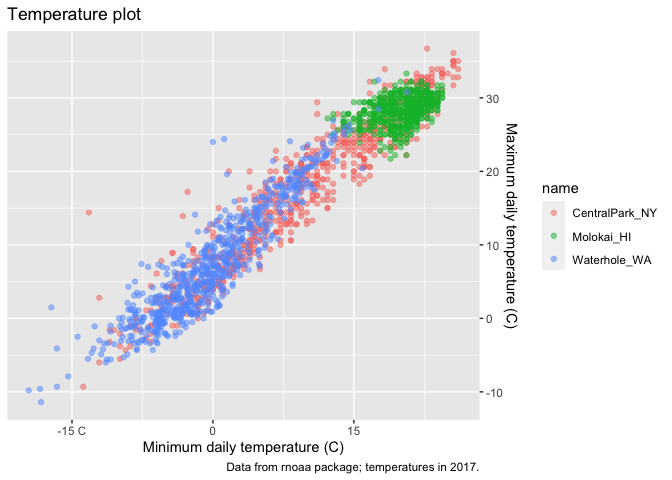 Temperature plot
30
20
10
0
-10
Maximum daily temperature (C)
-15 C
0
15
Minimum daily temperature (C)
Data from rnoaa package; temperatures in 2017.
name
CentralPark_NY
Molokai_HI
Waterhole_WA